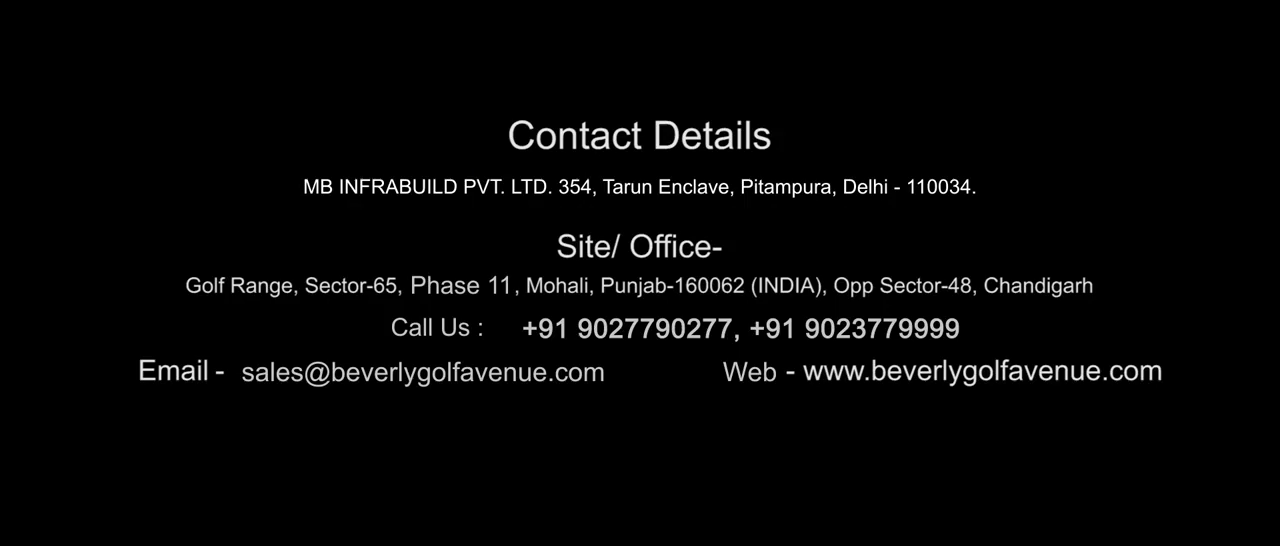 Contact Details
MB INFRABUILD PVT. LTD. 354, Tarun Enclave, Pitampura, Delhi - 110034.
Site/ Office-
Golf Range, Sector-65, Phase 11, Mohali, Punjab-160062 (INDIA), Opp Sector-48, Chandigarh
Call Us : +91 9027790277, +91 9023779999
Email - sales@beverlygolfavenue.com Web - www.beverlygolfavenue.com